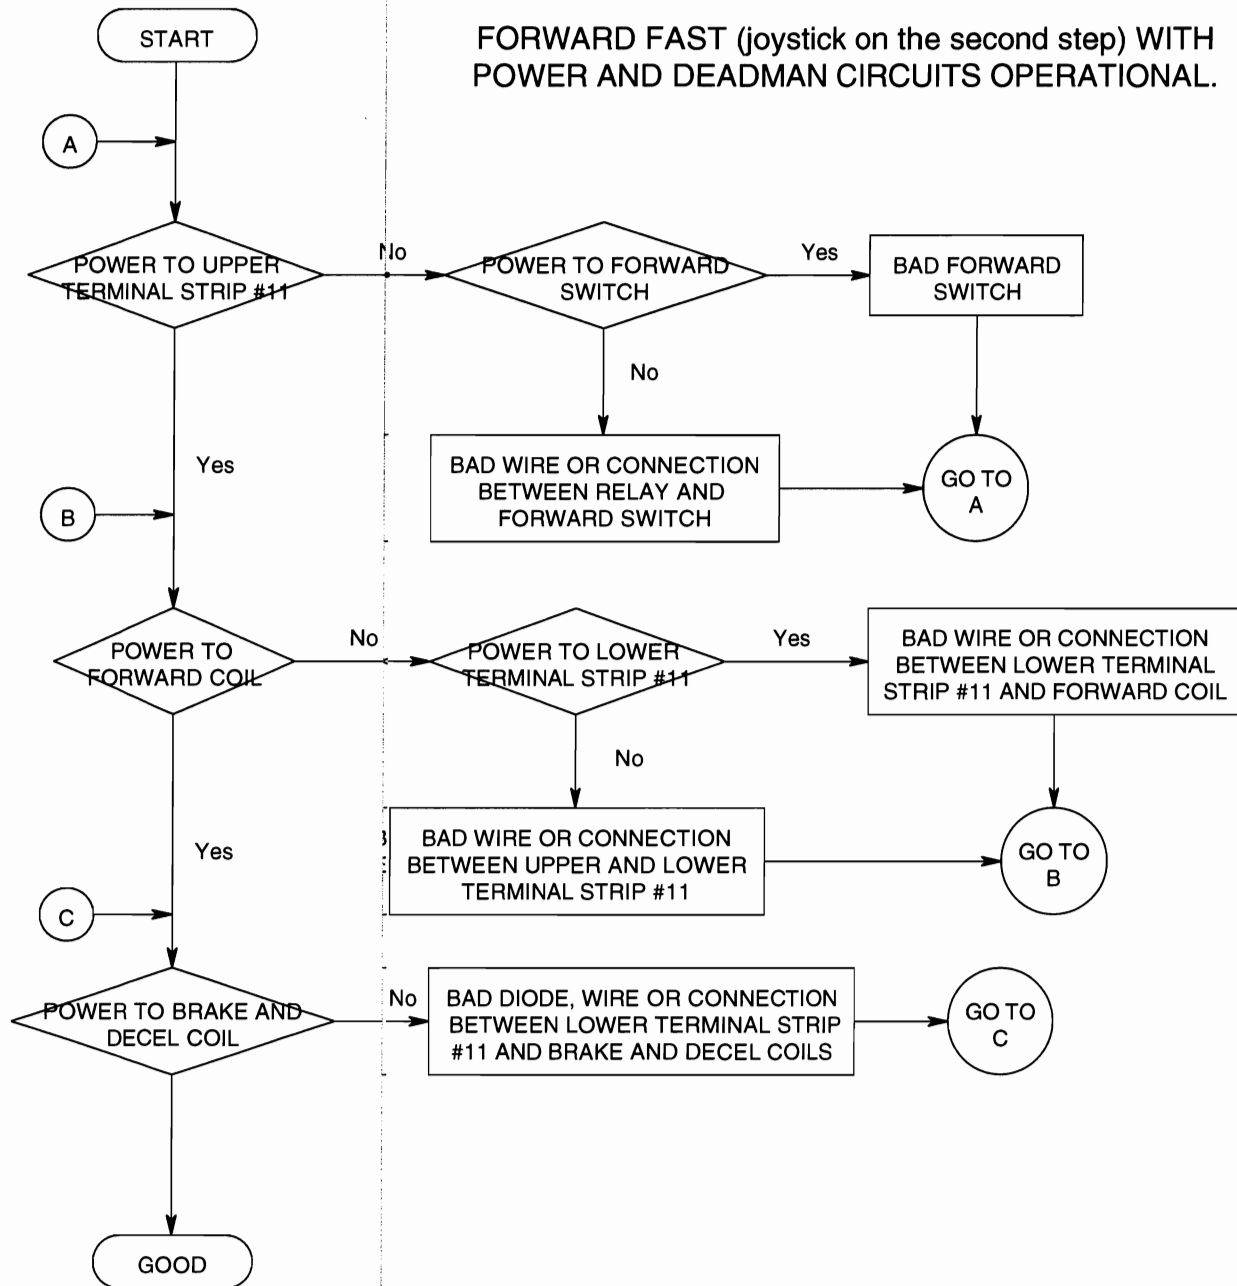 START
FORWARD FAST (joystick on the second step) WITH
POWER AND DEADMAN CIRCUITS OPERATIONAL.
A
POWER TO UPPER
TERMINAL STRIP #11
No
POWER TO FORWARD
SWITCH
Yes
BAD FORWARD
SWITCH
No
Yes
BAD WIRE OR CONNECTION
BETWEEN RELAY AND
FORWARD SWITCH
GO TO
A
B
POWER TO
FORWARD COIL
No
POWER TO LOWER
TERMINAL STRIP #11
Yes
BAD WIRE OR CONNECTION
BETWEEN LOWER TERMINAL
STRIP #11 AND FORWARD COIL
No
Yes
BAD WIRE OR CONNECTION
BETWEEN UPPER AND LOWER
TERMINAL STRIP #11
GO TO
B
C
POWER TO BRAKE AND
DECEL COIL
No
BAD DIODE, WIRE OR CONNECTION
BETWEEN LOWER TERMINAL STRIP
#11 AND BRAKE AND DECEL COILS
GO TO
C
GOOD